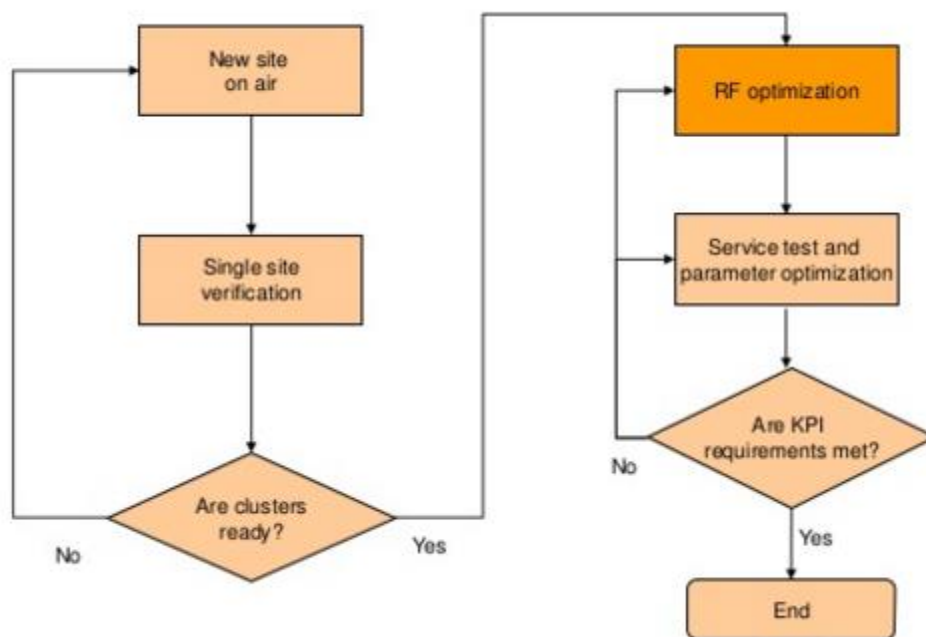 New site
on air
Single site
verification
Are clusters
ready?
No
Yes
RF optimization
Service test and
parameter optimization
Are KPI
requirements met?
No
Yes
End